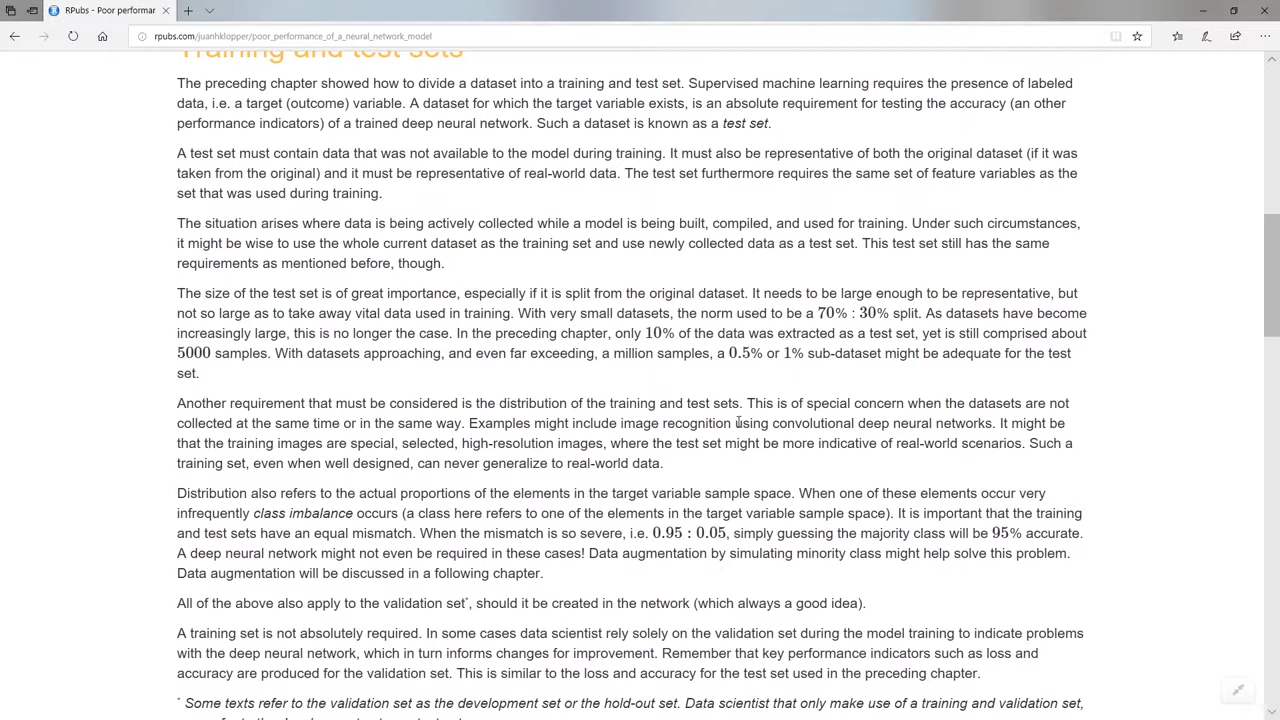 RPubs - Poor performar
rpubs.com/juanhklopper/poor_performance_of_a_neural_network_model
Training and test sets
The preceding chapter showed how to divide a dataset into a training and test set. Supervised machine learning requires the presence of labeled
data, i.e. a target (outcome) variable. A dataset for which the target variable exists, is an absolute requirement for testing the accuracy (an other
performance indicators) of a trained deep neural network. Such a dataset is known as a test set.
A test set must contain data that was not available to the model during training. It must also be representative of both the original dataset (if it was
taken from the original) and it must be representative of real-world data. The test set furthermore requires the same set of feature variables as the
set that was used during training.
The situation arises where data is being actively collected while a model is being built, compiled, and used for training. Under such circumstances,
it might be wise to use the whole current dataset as the training set and use newly collected data as a test set. This test set still has the same
requirements as mentioned before, though.
The size of the test set is of great importance, especially if it is split from the original dataset. It needs to be large enough to be representative, but
not so large as to take away vital data used in training. With very small datasets, the norm used to be a 70% : 30% split. As datasets have become
increasingly large, this is no longer the case. In the preceding chapter, only 10% of the data was extracted as a test set, yet is still comprised about
5000 samples. With datasets approaching, and even far exceeding, a million samples, a 0.5% or 1% sub-dataset might be adequate for the test
set.
Another requirement that must be considered is the distribution of the training and test sets. This is of special concern when the datasets are not
collected at the same time or in the same way. Examples might include image recognition using convolutional deep neural networks. It might be
that the training images are special, selected, high-resolution images, where the test set might be more indicative of real-world scenarios. Such a
training set, even when well designed, can never generalize to real-world data.
Distribution also refers to the actual proportions of the elements in the target variable sample space. When one of these elements occur very
infrequently class imbalance occurs (a class here refers to one of the elements in the target variable sample space). It is important that the training
and test sets have an equal mismatch. When the mismatch is so severe, i.e. 0.95 : 0.05, simply guessing the majority class will be 95% accurate.
A deep neural network might not even be required in these cases! Data augmentation by simulating minority class might help solve this problem.
Data augmentation will be discussed in a following chapter.
All of the above also apply to the validation set*, should it be created in the network (which always a good idea).
A training set is not absolutely required. In some cases data scientist rely solely on the validation set during the model training to indicate problems
with the deep neural network, which in turn informs changes for improvement. Remember that key performance indicators such as loss and
accuracy are produced for the validation set. This is similar to the loss and accuracy for the test set used in the preceding chapter.
* Some texts refer to the validation set as the development set or the hold-out set. Data scientist that only make use of a training and validation set,